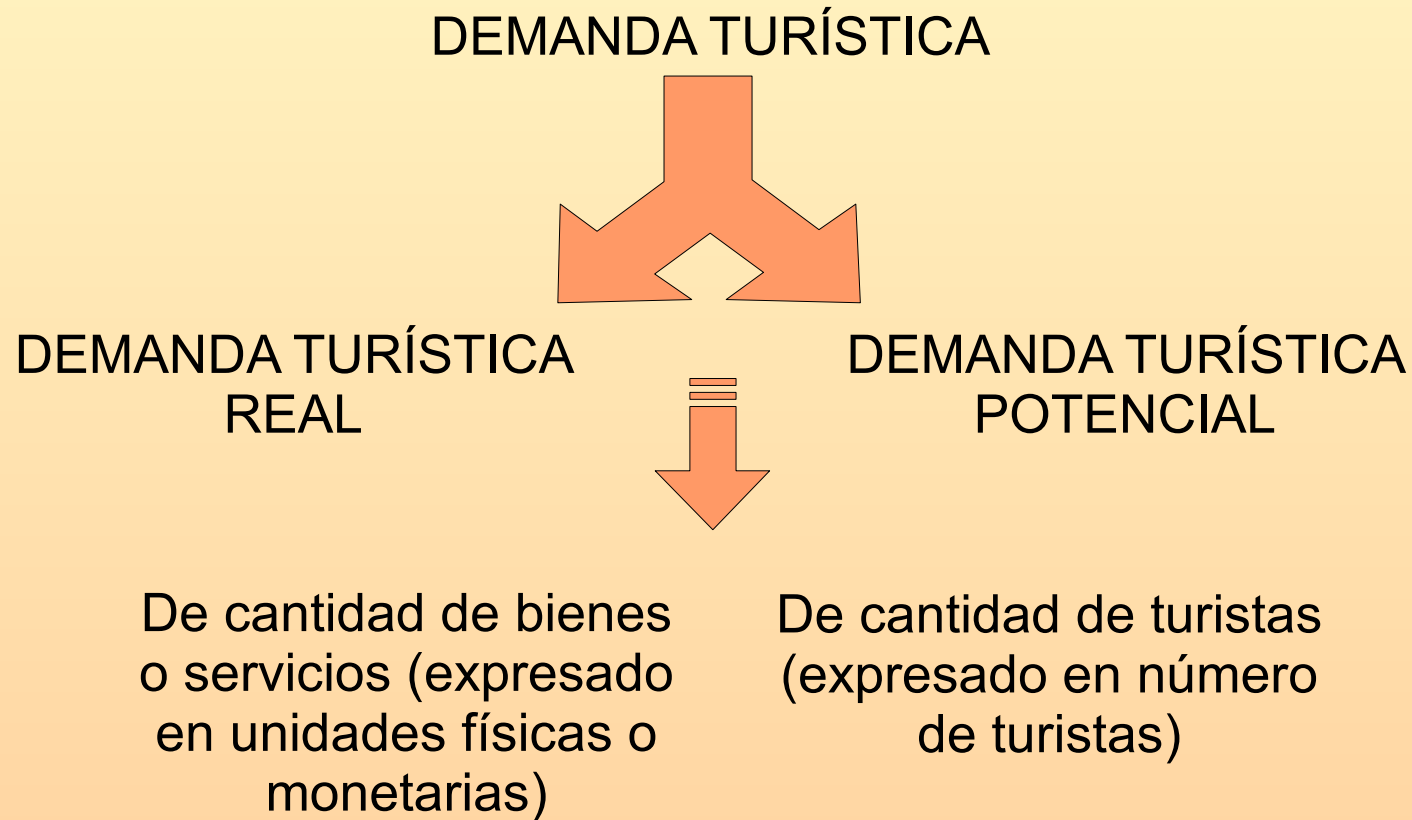 DEMANDA TURÍSTICA
DEMANDA TURÍSTICA
REAL
DEMANDA TURÍSTICA
POTENCIAL
De cantidad de bienes
o servicios (expresado
en unidades físicas o
monetarias)
De cantidad de turistas
(expresado en número
de turistas)